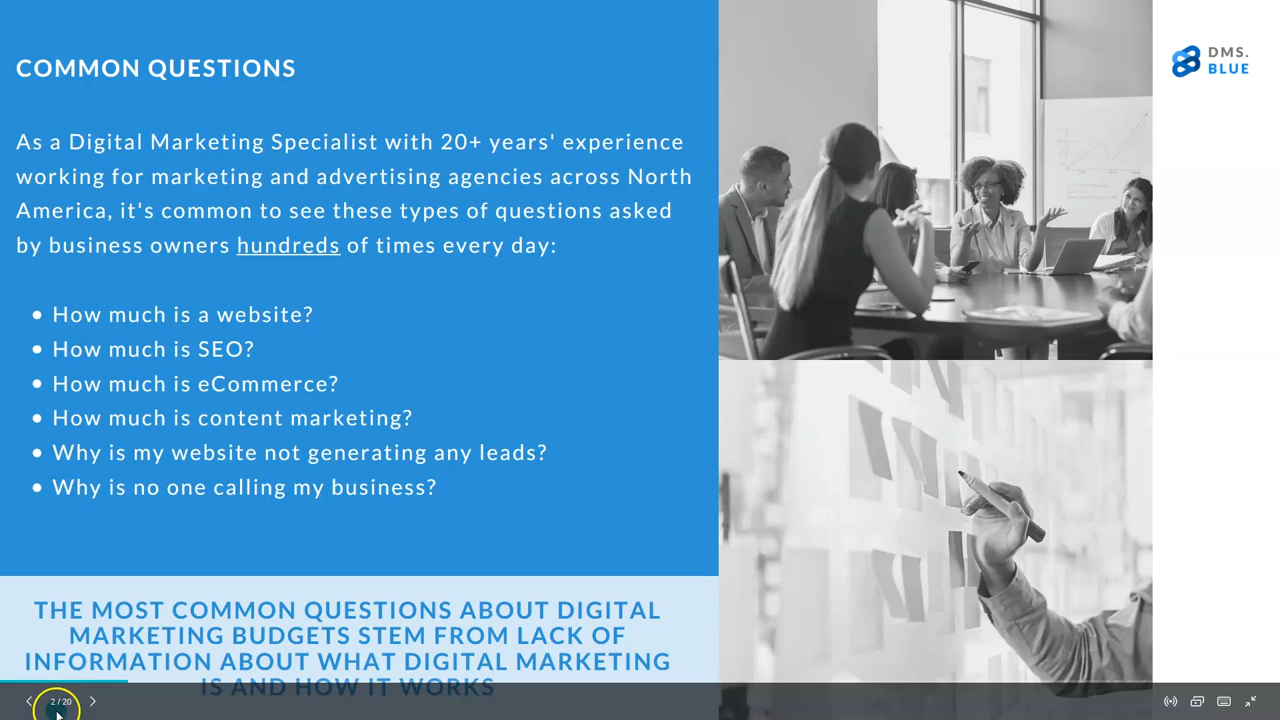 COMMON QUESTIONS
As a Digital Marketing Specialist with 20+ years' experience
working for marketing and advertising agencies across North
America, it's common to see these types of questions asked
by business owners hundreds of times every day:
• How much is a website?
• How much is SEO?
• How much is eCommerce?
• How much is content marketing?
• Why is my website not generating any leads?
• Why is no one calling my business?
THE MOST COMMON QUESTIONS ABOUT DIGITAL
MARKETING BUDGETS STEM FROM LACK OF
INFORMATION ABOUT WHAT DIGITAL MARKETING
IS AND HOW IT WORKS
DMS.
BLUE
2 / 20